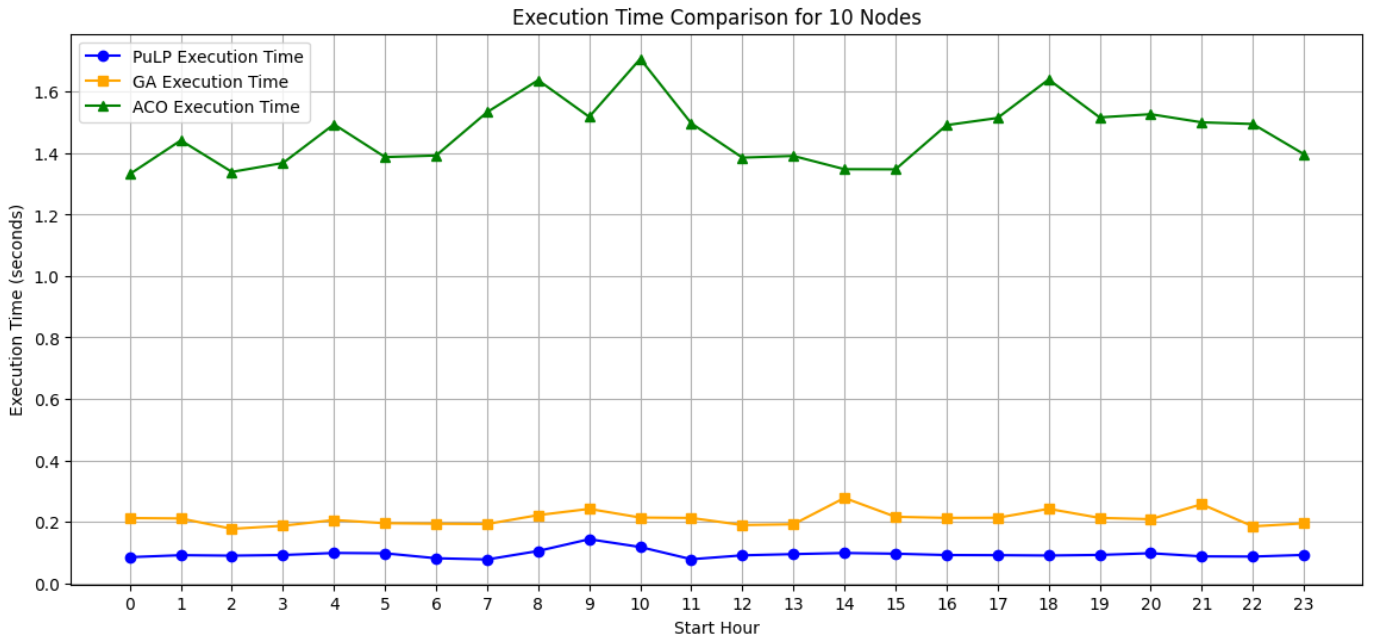 Execution Time Comparison for 10 Nodes
PuLP Execution Time
GA Execution Time
ACO Execution Time
Execution Time (seconds)
1.6
1.4
1.2
1.0
0.8
0.6
0.4
0.2
0.0
0 1 2 3 4 5 6 7 8 9 10 11 12 13 14 15 16 17 18 19 20 21 22 23
Start Hour